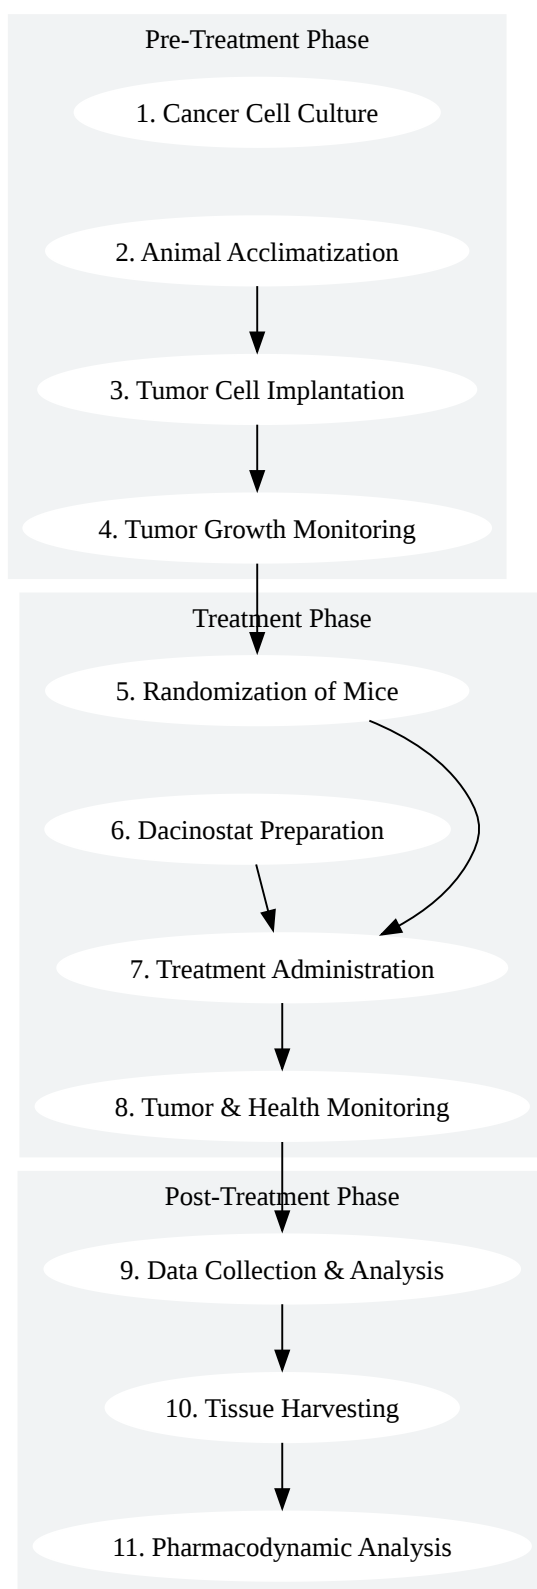 Pre-Treatment Phase
1. Cancer Cell Culture
2. Animal Acclimatization
3. Tumor Cell Implantation
4. Tumor Growth Monitoring
Treatment Phase
5. Randomization of Mice
6. Dacinostat Preparation
7. Treatment Administration
8. Tumor & Health Monitoring
Post-Treatment Phase
9. Data Collection & Analysis
10. Tissue Harvesting
11. Pharmacodynamic Analysis